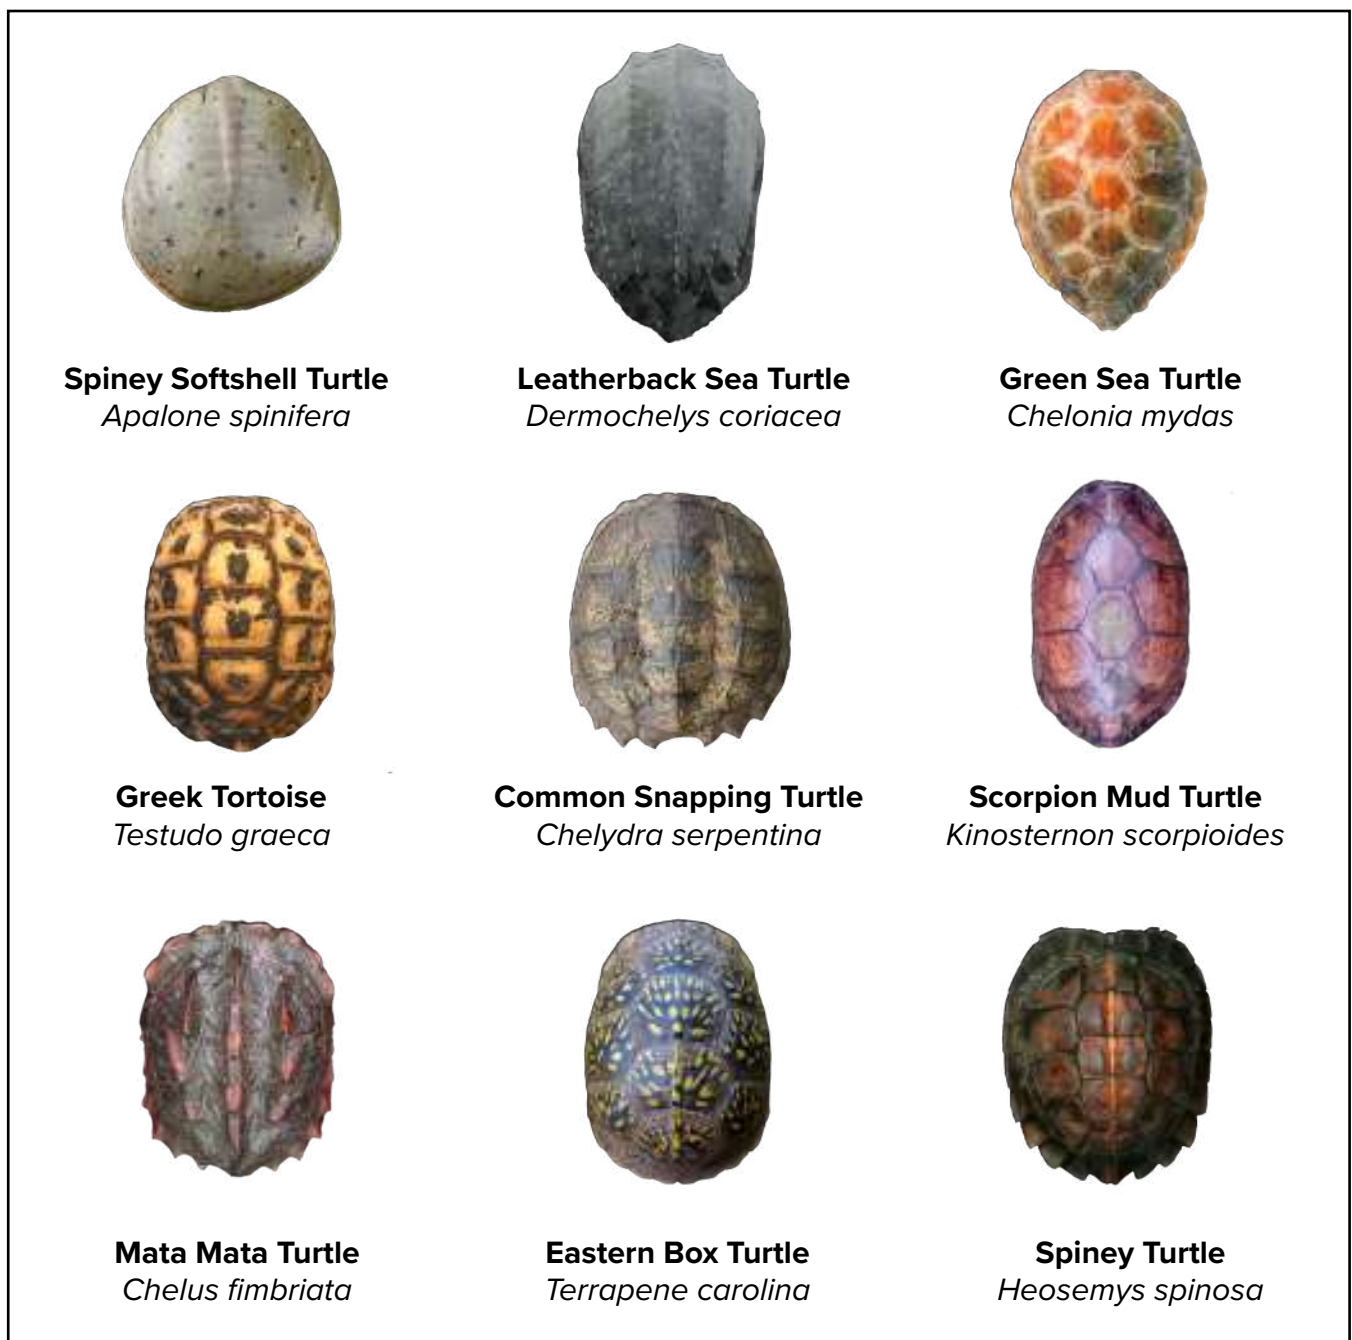 Spiney Softshell Turtle
Apalone spinifera
Leatherback Sea Turtle
Dermochelys coriacea
Green Sea Turtle
Chelonia mydas
Greek Tortoise
Testudo graeca
Common Snapping Turtle
Chelydra serpentina
Scorpion Mud Turtle
Kinosternon scorpioides
Mata Mata Turtle
Chelus fimbriata
Eastern Box Turtle
Terrapene carolina
Spiney Turtle
Heosemys spinosa